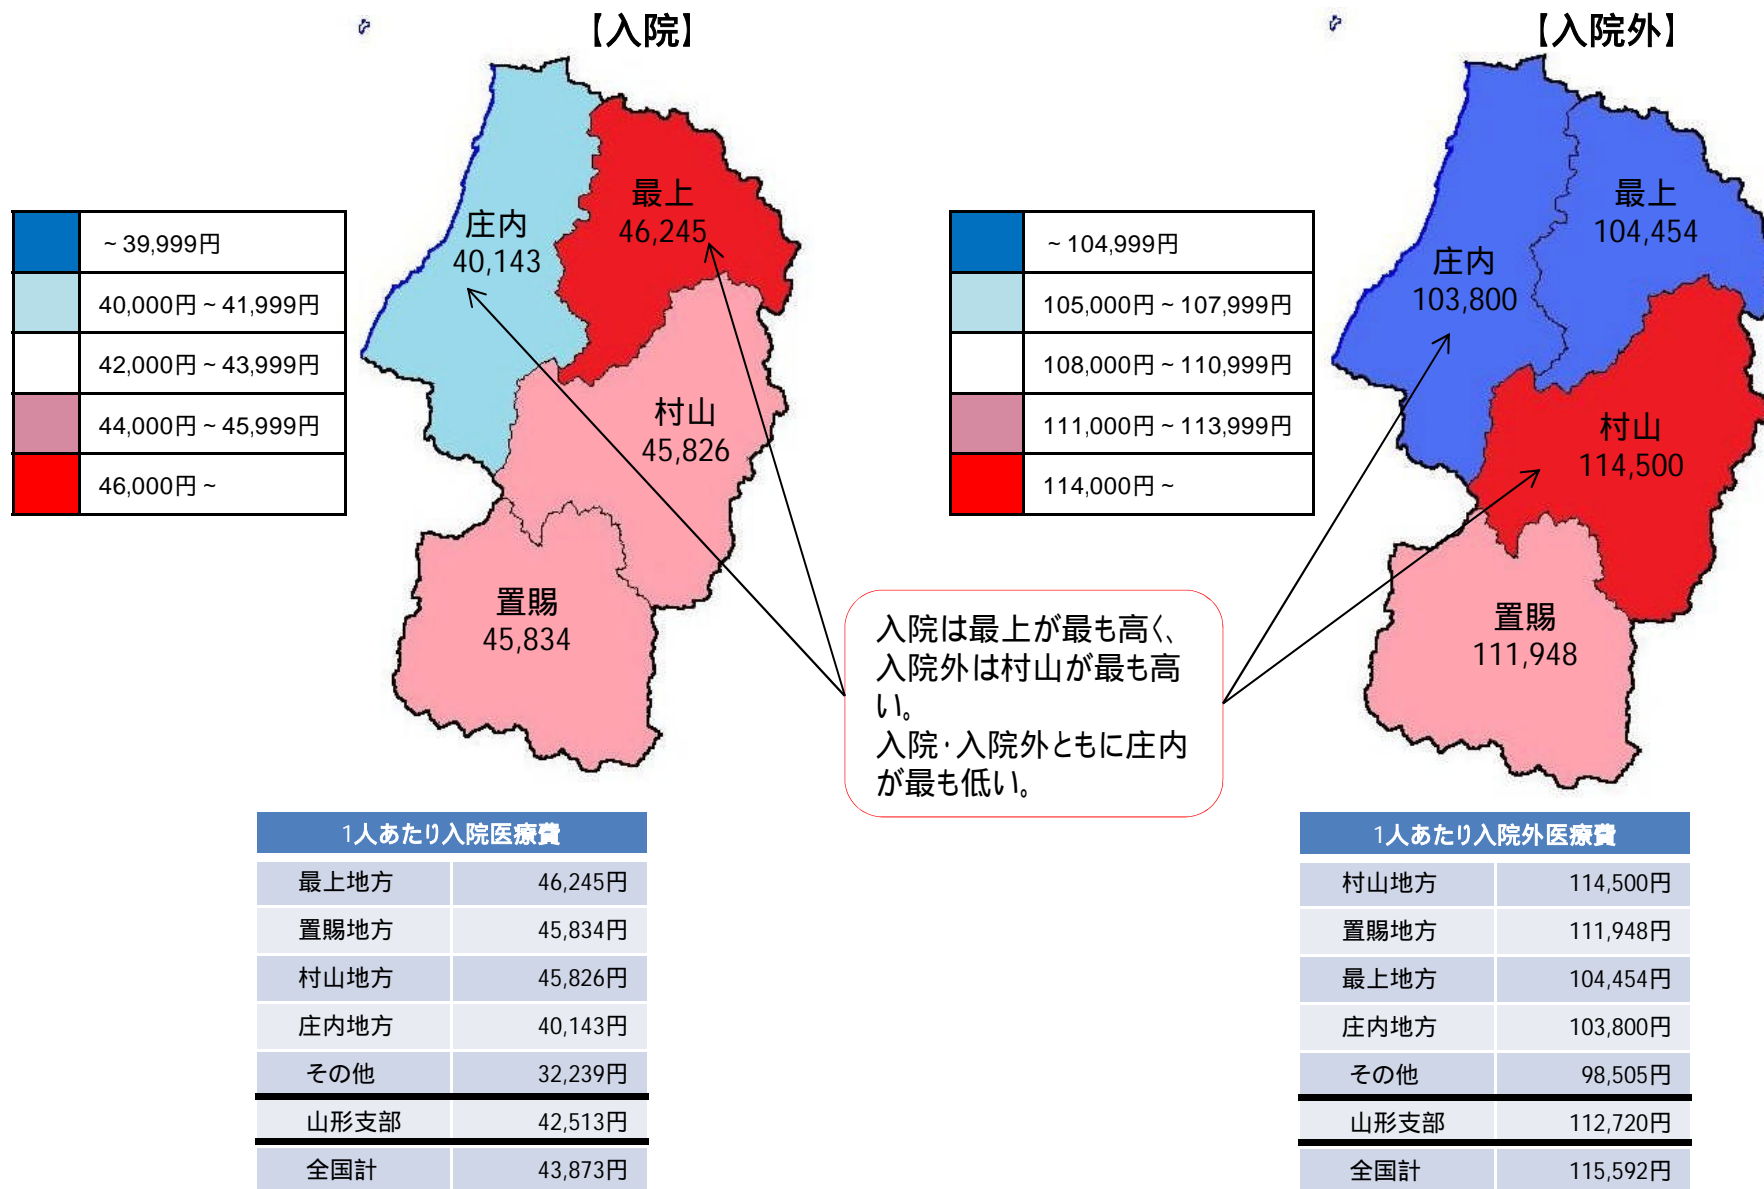 【入院】
庄内
40,143
最上
46,245
村山
45,826
置賜
45,834
~ 39,999円
40,000円 ~ 41,999円
42,000円 ~ 43,999円
44,000円 ~ 45,999円
46,000円 ~
【入院外】
庄内
103,800
最上
104,454
村山
114,500
置賜
111,948
~ 104,999円
105,000円 ~ 107,999円
108,000円 ~ 110,999円
111,000円 ~ 113,999円
114,000円 ~
入院は最上が最も高く、
入院外は村山が最も高
い。
入院・入院外ともに庄内
が最も低い。
1人あたり入院医療費
最上地方 46,245円
置賜地方 45,834円
村山地方 45,826円
庄内地方 40,143円
その他 32,239円
山形支部 42,513円
全国計 43,873円
1人あたり入院外医療費
村山地方 114,500円
置賜地方 111,948円
最上地方 104,454円
庄内地方 103,800円
その他 98,505円
山形支部 112,720円
全国計 115,592円